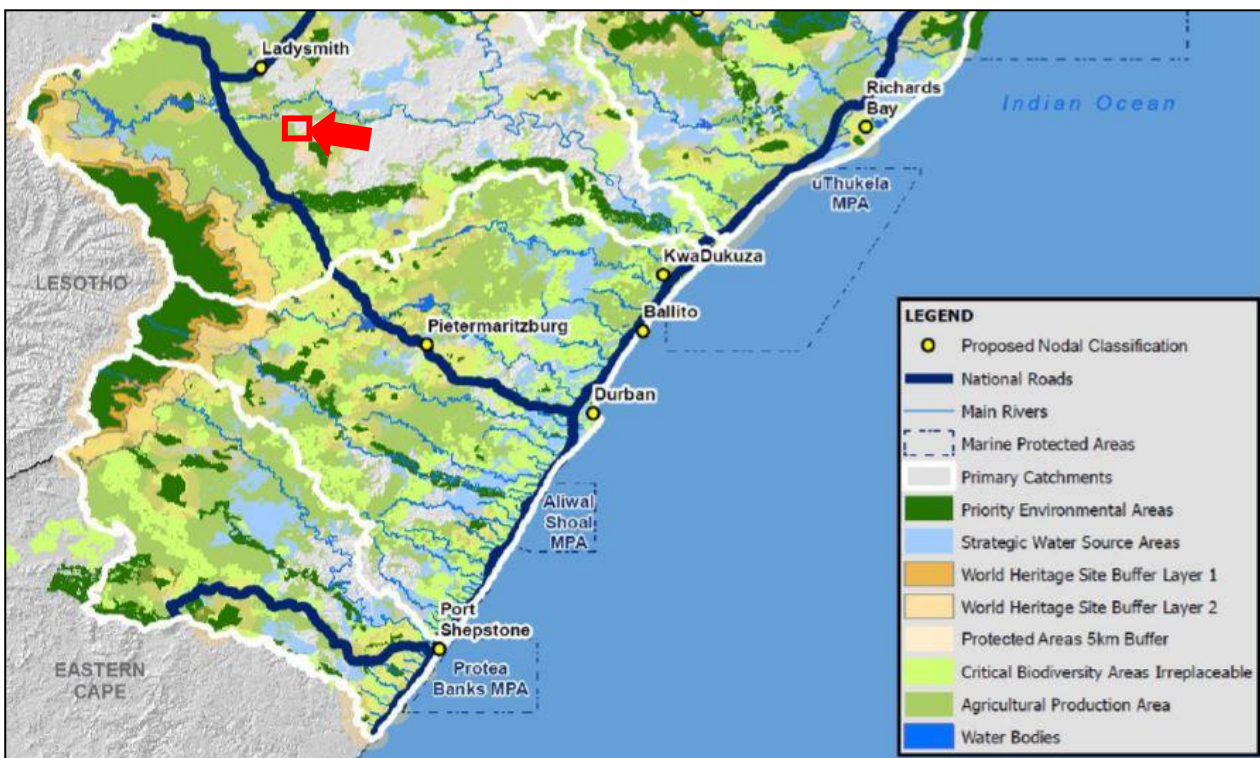 Ladysmith
Richards
Bay
Indian Ocean
uThukela
MPA
KwaDukuza
LESOTHO
Ballito
Pietermaritzburg
Durban
Aliwal
Shoal
MPA
Port
Shepstone
EASTERN
CAPE
Protea
Banks MPA
LEGEND
Proposed Nodal Classification
National Roads
Main Rivers
Marine Protected Areas
Primary Catchments
Priority Environmental Areas
Strategic Water Source Areas
World Heritage Site Buffer Layer 1
World Heritage Site Buffer Layer 2
Protected Areas 5km Buffer
Critical Biodiversity Areas Irreplaceable
Agricultural Production Area
Water Bodies